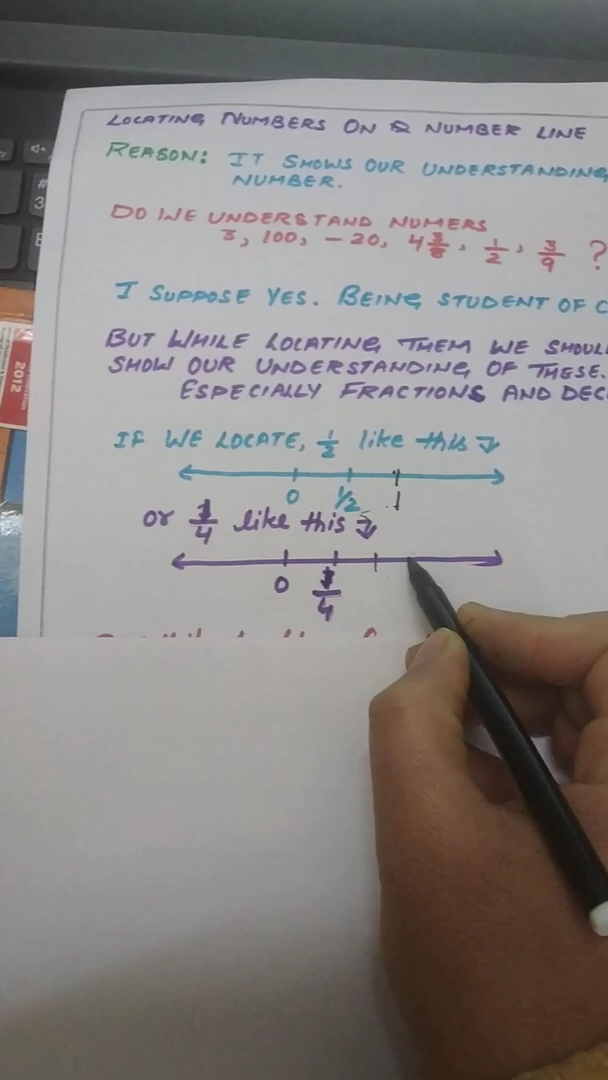 LOCATING NUMBERS ON A NUMBER LINE
REASON: IT SHOWS OUR UNDERSTANDING
NUMBER.
DO WE UNDERSTAND NUMERS
3, 100, -20, 4 3/8, 1/2, 3/9 ?
I SUPPOSE YES. BEING STUDENT OF C
BUT WHILE LOCATING THEM WE SHOUL
SHOW OUR UNDERSTANDING OF THESE.
ESPECIALLY FRACTIONS AND DEC
IF WE LOCATE, 1/2 like this
0 1/2 1
or 1/4 like this
0 1/4
2012